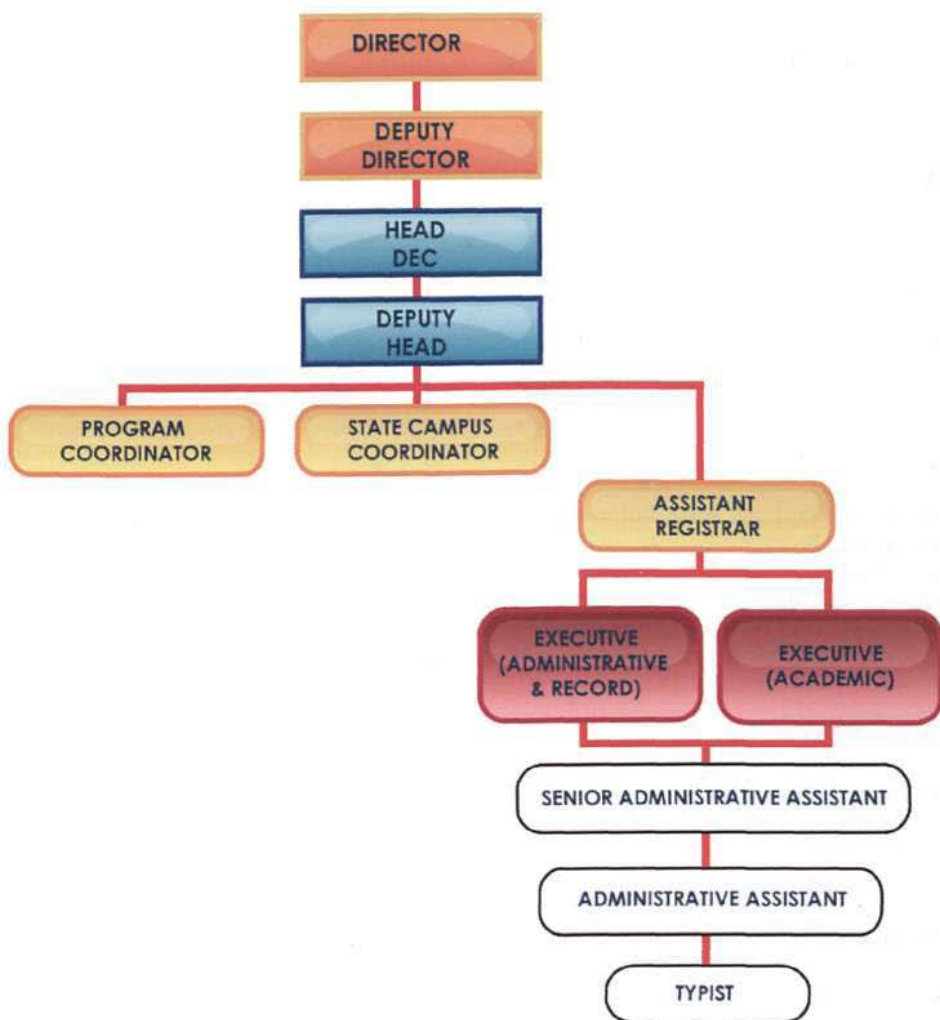 DIRECTOR
DEPUTY
DIRECTOR
HEAD
DEC
DEPUTY
HEAD
PROGRAM
COORDINATOR
STATE CAMPUS
COORDINATOR
ASSISTANT
REGISTRAR
EXECUTIVE
(ADMINISTRATIVE
& RECORD)
EXECUTIVE
(ACADEMIC)
SENIOR ADMINISTRATIVE ASSISTANT
ADMINISTRATIVE ASSISTANT
TYPIST